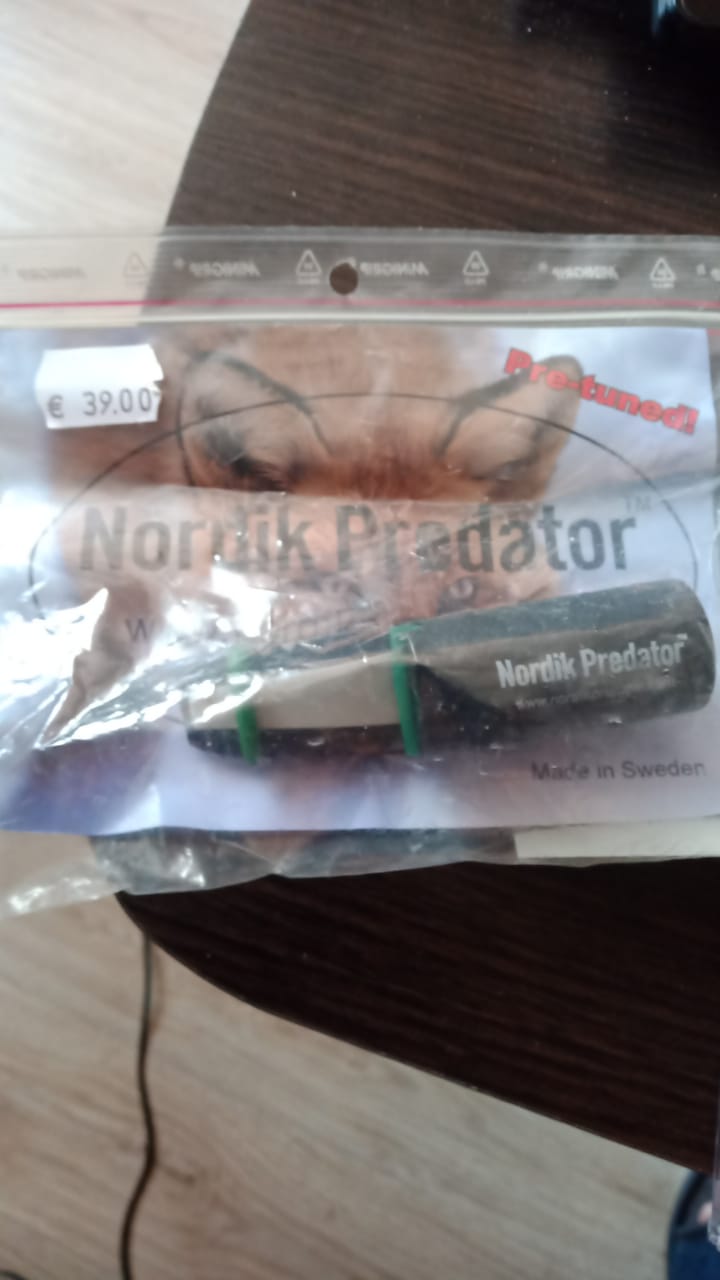 € 39.00
Pre-tuned!
Nordik Predator™
Nordik Predator™
Made in Sweden